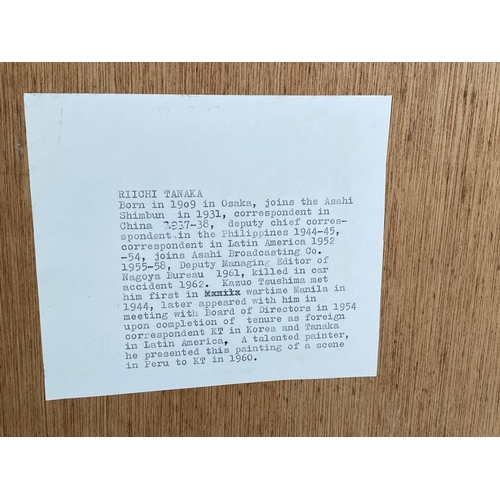 RIICHI TANAKA
Born in 19o9 in Osaka, joins the Asahi
Shimbun in 1931, correspondent in
China 1937-38, deputy chief corres-
pondent in the Philippines 1944-45,
correspondent in Latin America 1952
-54, joins Asahi Broadcasting Co.
1955-58, Deputy Managing Editor of
Nagoya Bureau 1961, killed in car
accident 1962. Kazuo Tsushima met
him first in wartime Manila in
1944, later appeared with him in
meeting with Board of Directors in 1954
upon completion of tenure as foreign
correspondent KT in Korea and Tanaka
in Latin America, A talented painter,
he presented this painting of a scene
in Peru to KT in 1960.